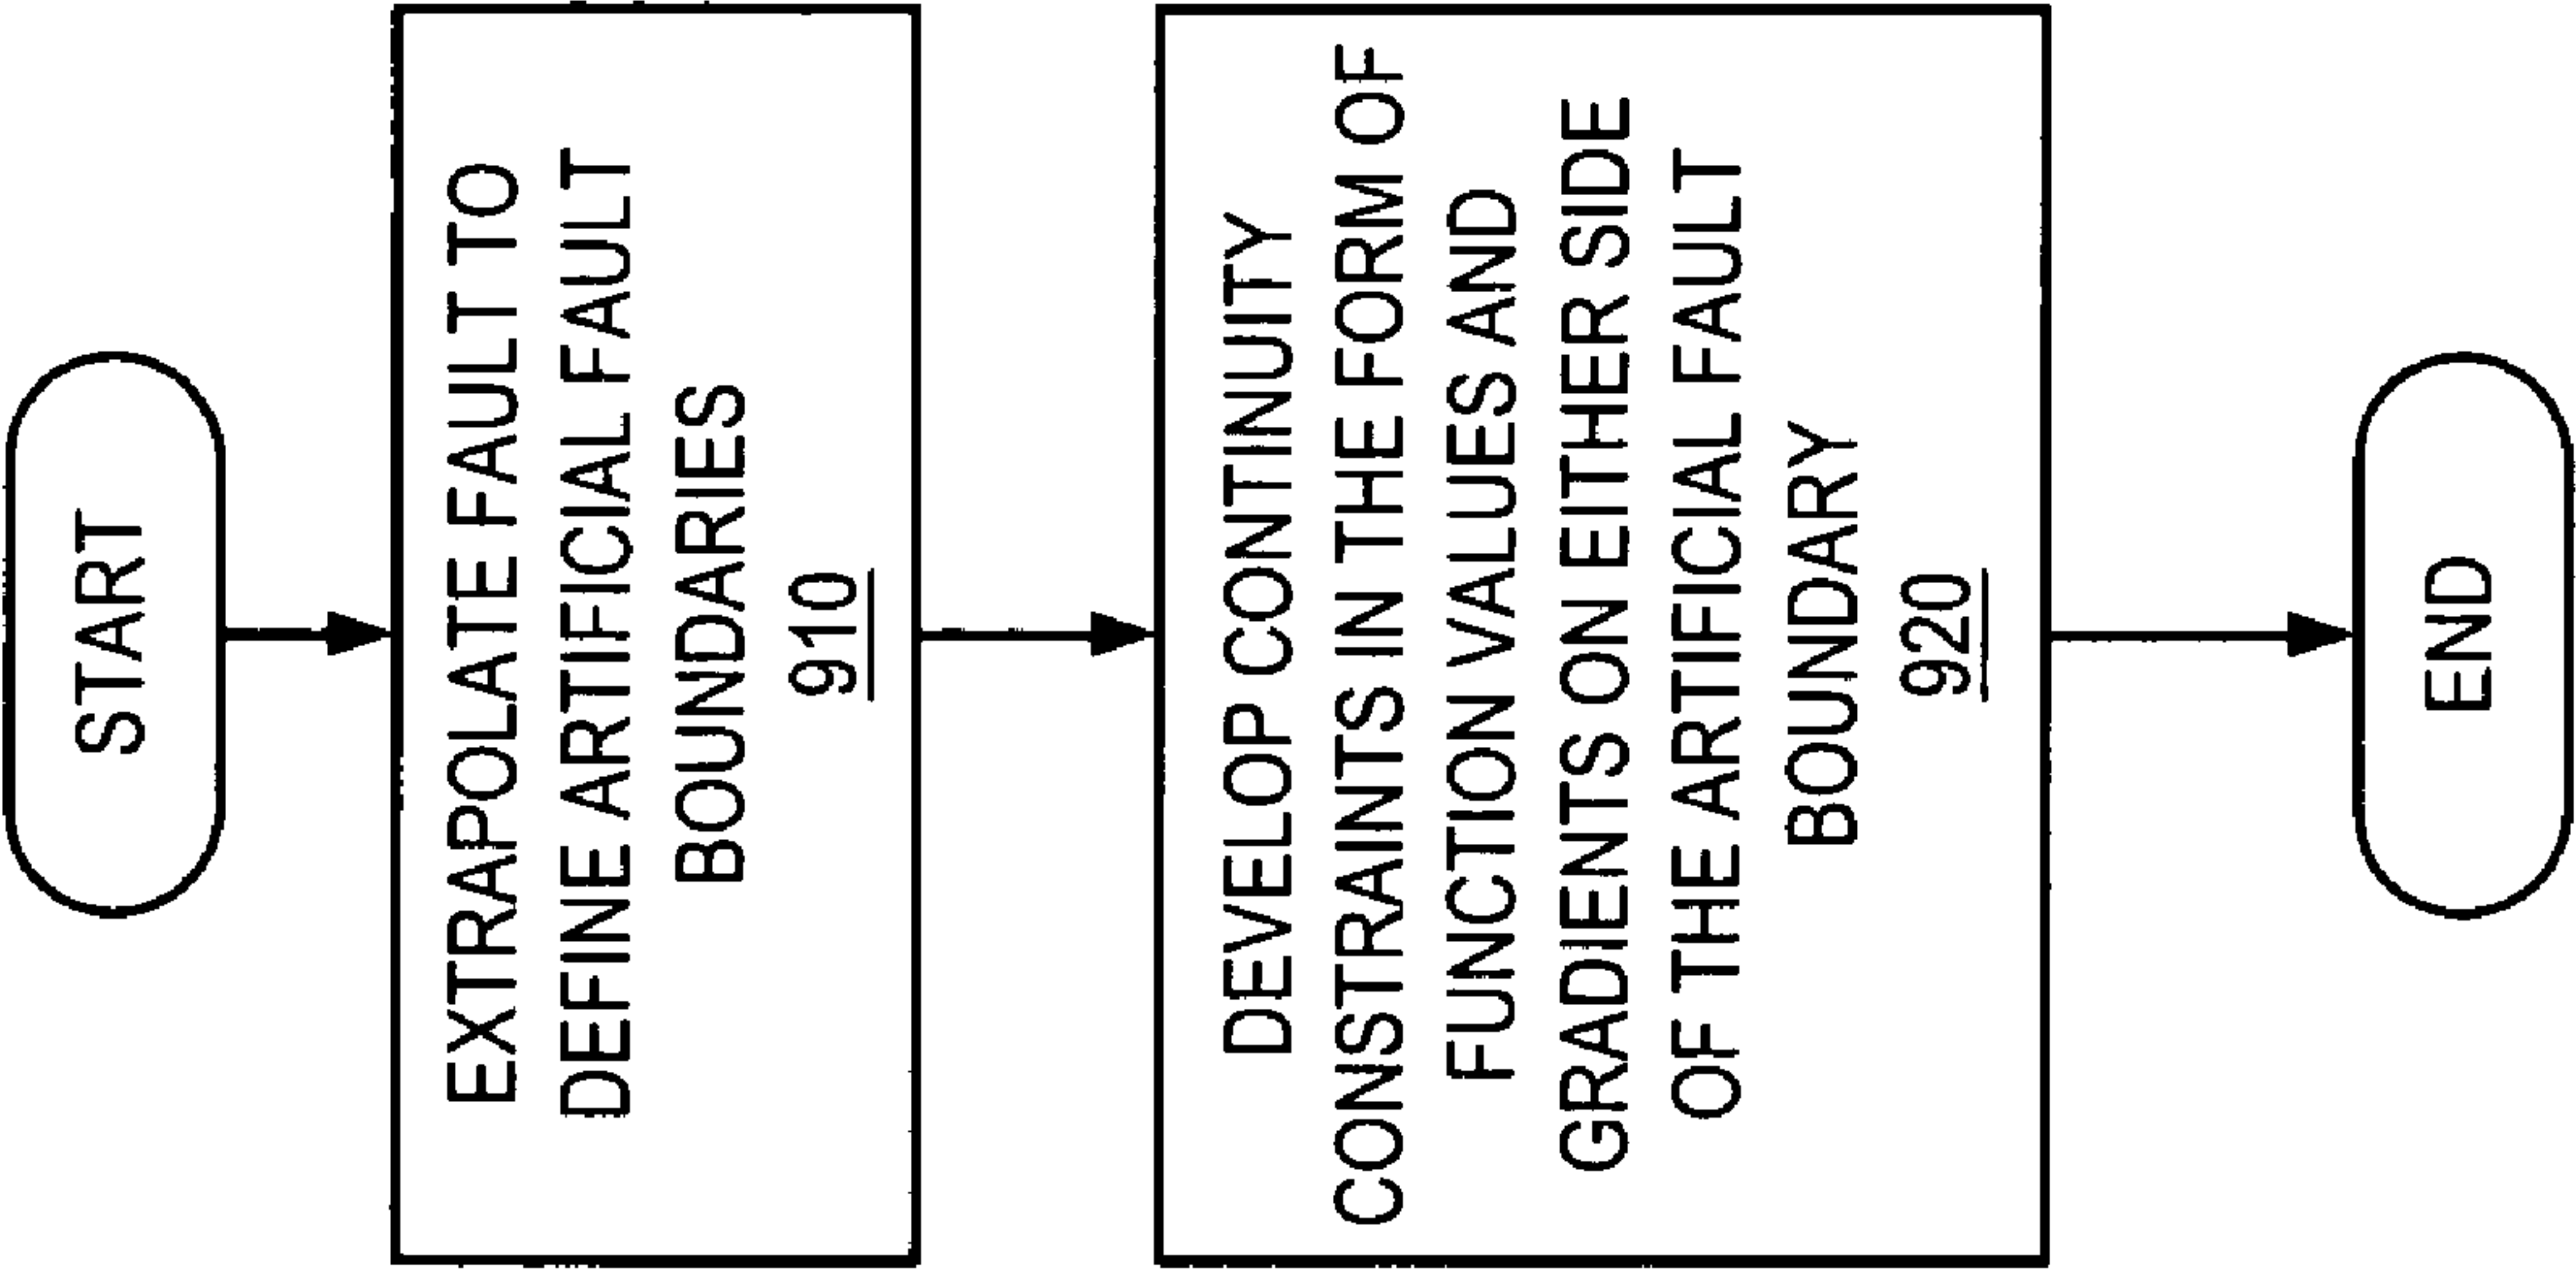 START
EXTRAPOLATE FAULT TO
DEFINE ARTIFICIAL FAULT
BOUNDARIES
910
DEVELOP CONTINUITY
CONSTRAINTS IN THE FORM OF
FUNCTION VALUES AND
GRADIENTS ON EITHER SIDE
OF THE ARTIFICIAL FAULT
BOUNDARY
920
END